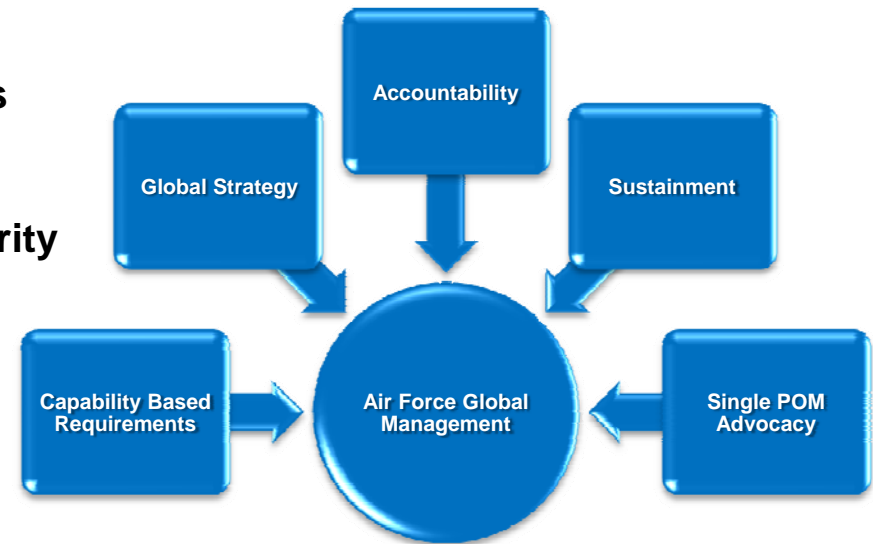 s
rity
Accountability
Global Strategy
Sustainment
Capability Based
Requirements
Air Force Global
Management
Single POM
Advocacy